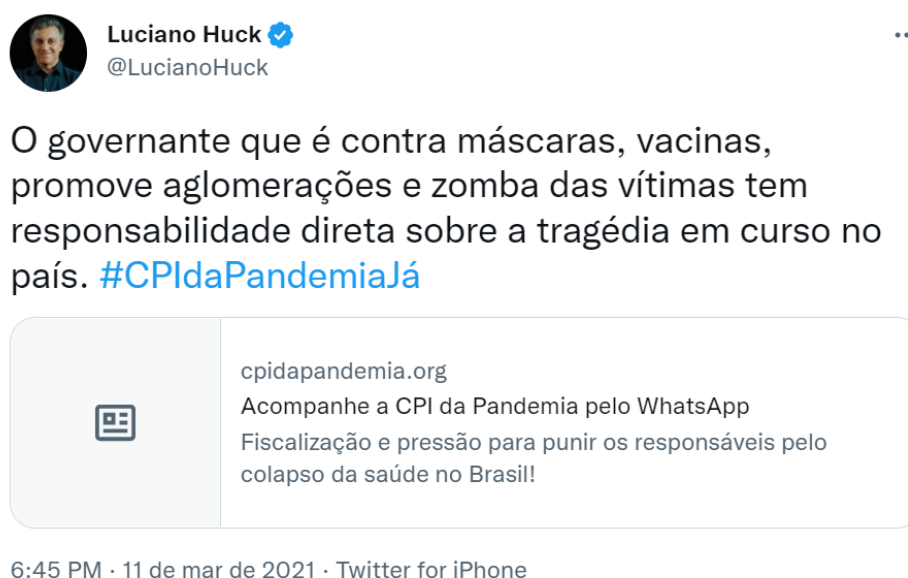 Luciano Huck
@LucianoHuck
O governante que é contra máscaras, vacinas,
promove aglomerações e zomba das vítimas tem
responsabilidade direta sobre a tragédia em curso no
país. #CPIdaPandemiaJá
cpidapandemia.org
Acompanhe a CPI da Pandemia pelo WhatsApp
Fiscalização e pressão para punir os responsáveis pelo
colapso da saúde no Brasil!
6:45 PM · 11 de mar de 2021 · Twitter for iPhone